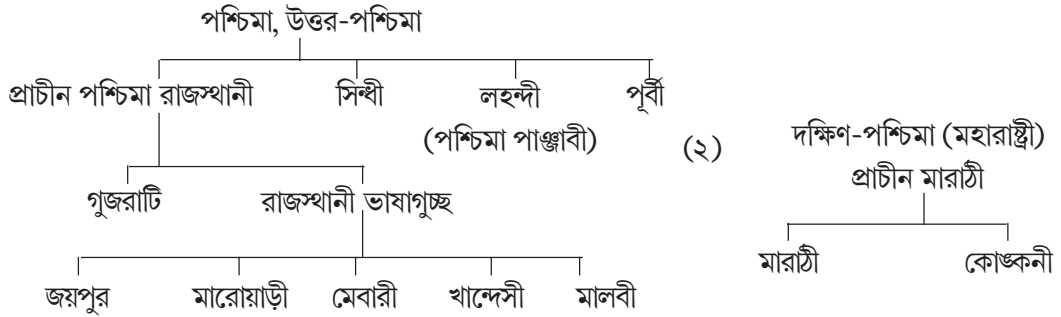 পশ্চিমা, উত্তর-পশ্চিমা
প্রাচীন পশ্চিমা রাজস্থানী সিন্ধী লহন্দী পূর্বী
(পশ্চিমা পাঞ্জাবী)
গুজরাটি রাজস্থানী ভাষাগুচ্ছ
জয়পুর মারোয়াড়ী মেবারী খান্দেসী মালবী
(২) দক্ষিণ-পশ্চিমা (মহারাষ্ট্রী)
প্রাচীন মারাঠী
মারাঠী কোঙ্কনী